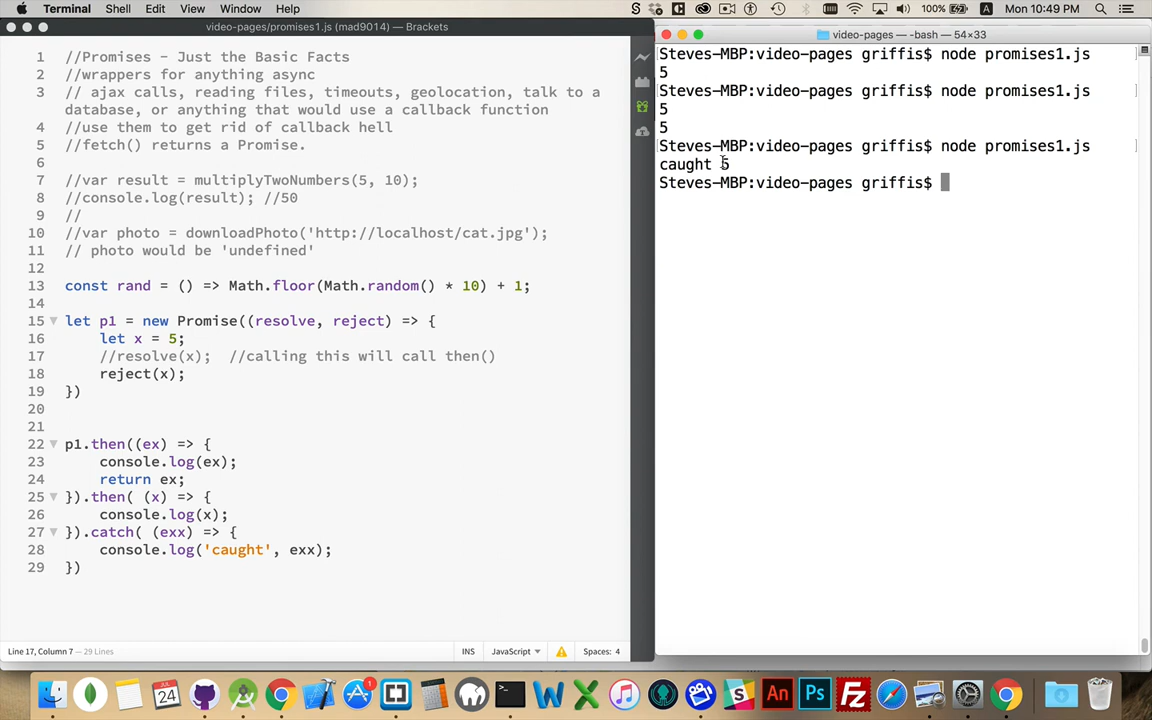 Terminal Shell Edit View Window Help
100%
Mon 10:49 PM
video-pages/promises1.js (mad9014) — Brackets
1 //Promises - Just the Basic Facts
2 //wrappers for anything async
3 // ajax calls, reading files, timeouts, geolocation, talk to a
database, or anything that would use a callback function
4 //use them to get rid of callback hell
5 //fetch() returns a Promise.
6
7 //var result = multiplyTwoNumbers(5, 10);
8 //console.log(result); //50
9 //
10 //var photo = downloadPhoto('http://localhost/cat.jpg');
11 // photo would be 'undefined'
12
13 const rand = () => Math.floor(Math.random() * 10) + 1;
14
15 let p1 = new Promise((resolve, reject) => {
16 let x = 5;
17 //resolve(x); //calling this will call then()
18 reject(x);
19 })
20
21
22 p1.then((ex) => {
23 console.log(ex);
24 return ex;
25 }).then( (x) => {
26 console.log(x);
27 }).catch( (exx) => {
28 console.log('caught', exx);
29 })
Line 17, Column 7 — 29 Lines
INS
JavaScript
Spaces: 4
video-pages — -bash — 54×33
Steves-MBP:video-pages griffis$ node promises1.js
5
Steves-MBP:video-pages griffis$ node promises1.js
5
5
Steves-MBP:video-pages griffis$ node promises1.js
caught 5
Steves-MBP:video-pages griffis$
24
1
W
An
Ps
Fz